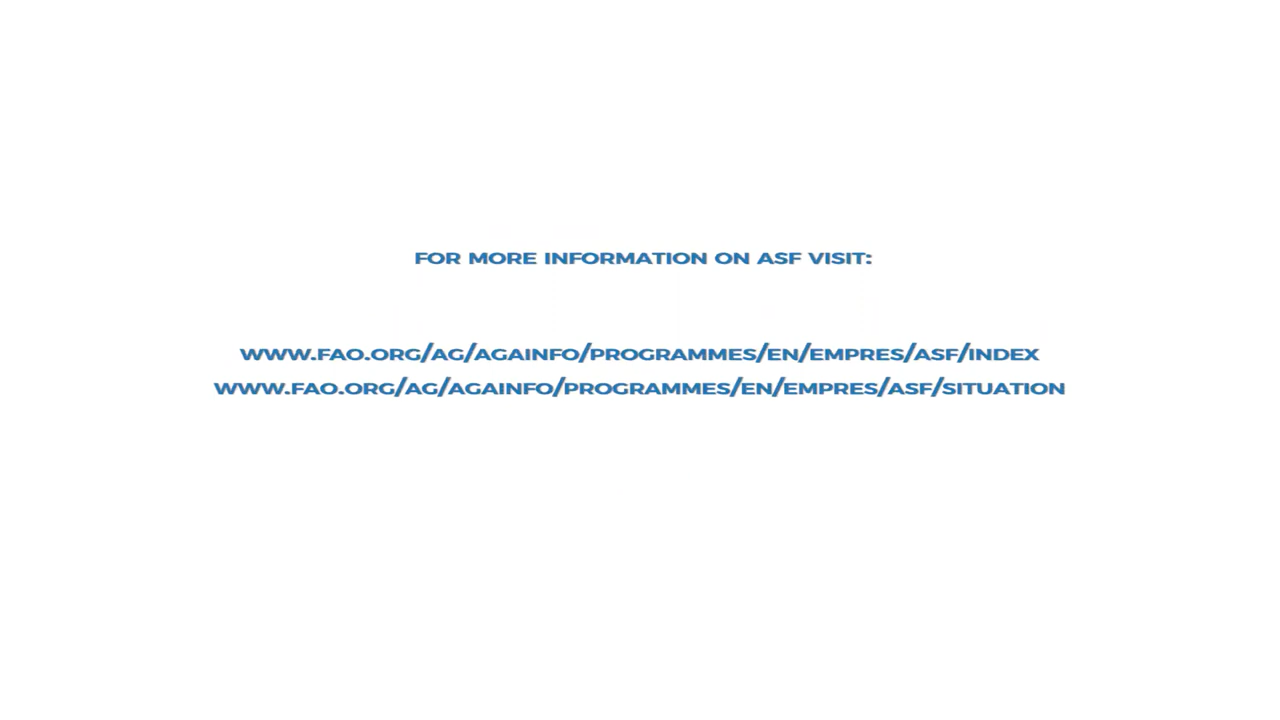 FOR MORE INFORMATION ON ASF VISIT:
WWW.FAO.ORG/AG/AGAINFO/PROGRAMMES/EN/EMPRES/ASF/INDEX
WWW.FAO.ORG/AG/AGAINFO/PROGRAMMES/EN/EMPRES/ASF/SITUATION